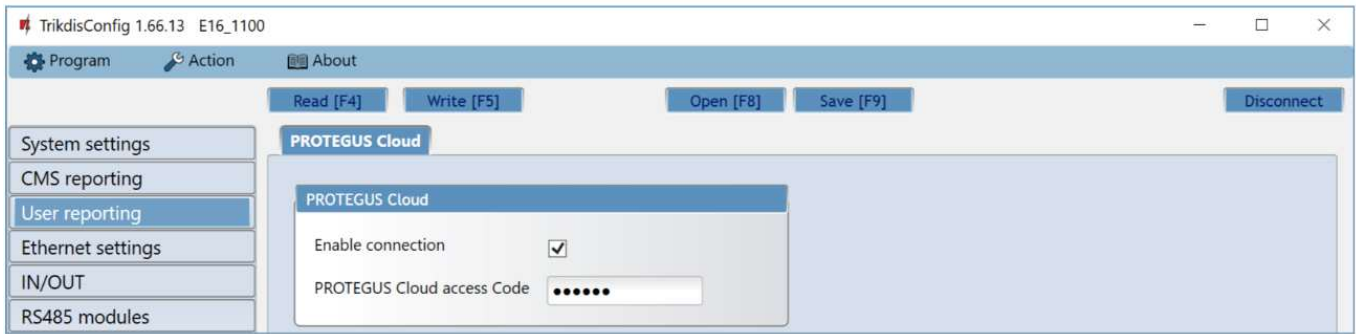 TrikdisConfig 1.66.13 E16_1100
Program Action About
Read [F4] Write [F5] Open [F8] Save [F9] Disconnect
System settings
CMS reporting
User reporting
Ethernet settings
IN/OUT
RS485 modules
PROTEGUS Cloud
PROTEGUS Cloud
Enable connection
PROTEGUS Cloud access Code ••••••